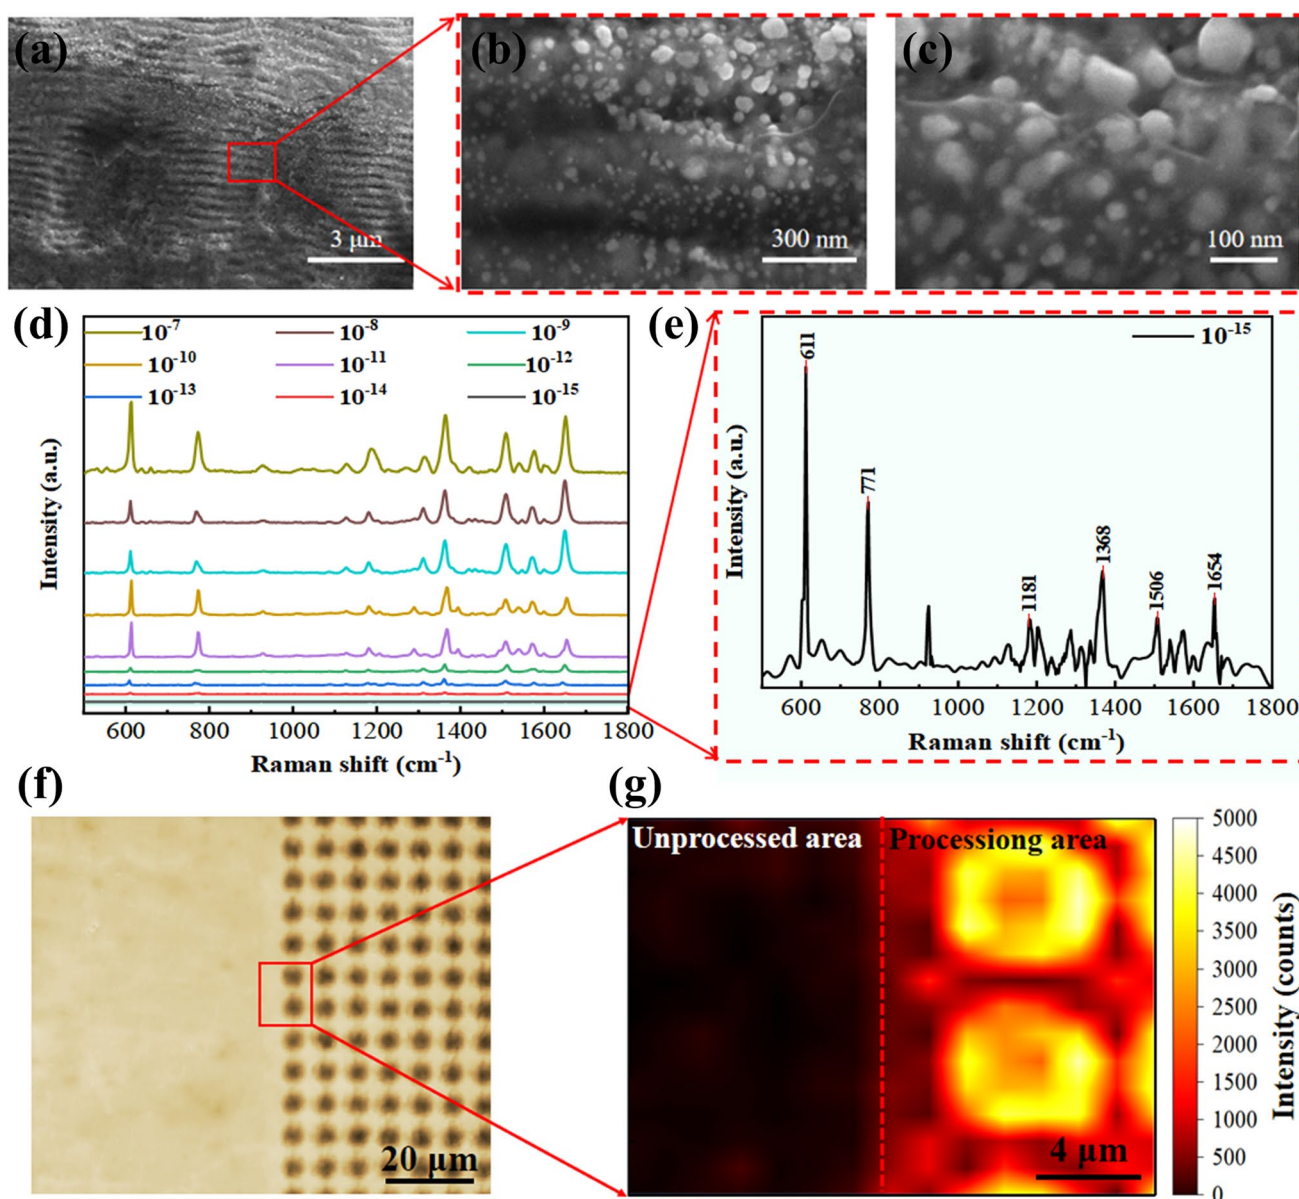 (a)
3 μm
(b)
300 nm
(c)
100 nm
(d)
10-7 10-8 10-9
10-10 10-11 10-12
10-13 10-14 10-15
Intensity (a.u.)
600 800 1000 1200 1400 1600 1800
Raman shift (cm-1)
(e)
10-15
611
771
1181
1368
1506
1654
Intensity (a.u.)
600 800 1000 1200 1400 1600 1800
Raman shift (cm-1)
(f)
20 μm
(g)
Unprocessed area
Processiong area
4 μm
5000
4500
4000
3500
3000
2500
2000
1500
1000
500
0
Intensity (counts)